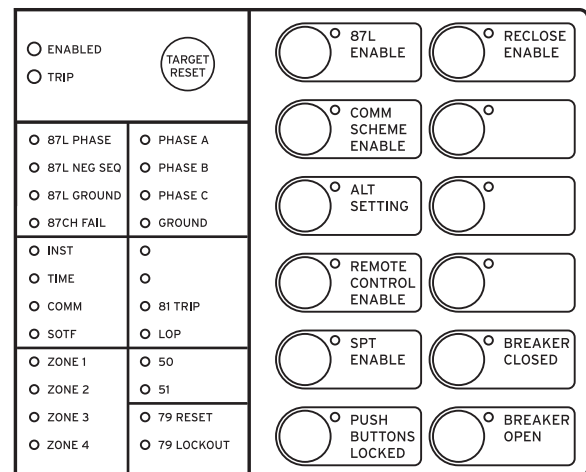 ENABLED
TRIP
TARGET
RESET
87L PHASE
87L NEG SEQ
87L GROUND
87CH FAIL
PHASE A
PHASE B
PHASE C
GROUND
INST
TIME
COMM
SOTF
81 TRIP
LOP
ZONE 1
ZONE 2
ZONE 3
ZONE 4
50
51
79 RESET
79 LOCKOUT
87L
ENABLE
RECLOSE
ENABLE
COMM
SCHEME
ENABLE
ALT
SETTING
REMOTE
CONTROL
ENABLE
SPT
ENABLE
BREAKER
CLOSED
PUSH
BUTTONS
LOCKED
BREAKER
OPEN